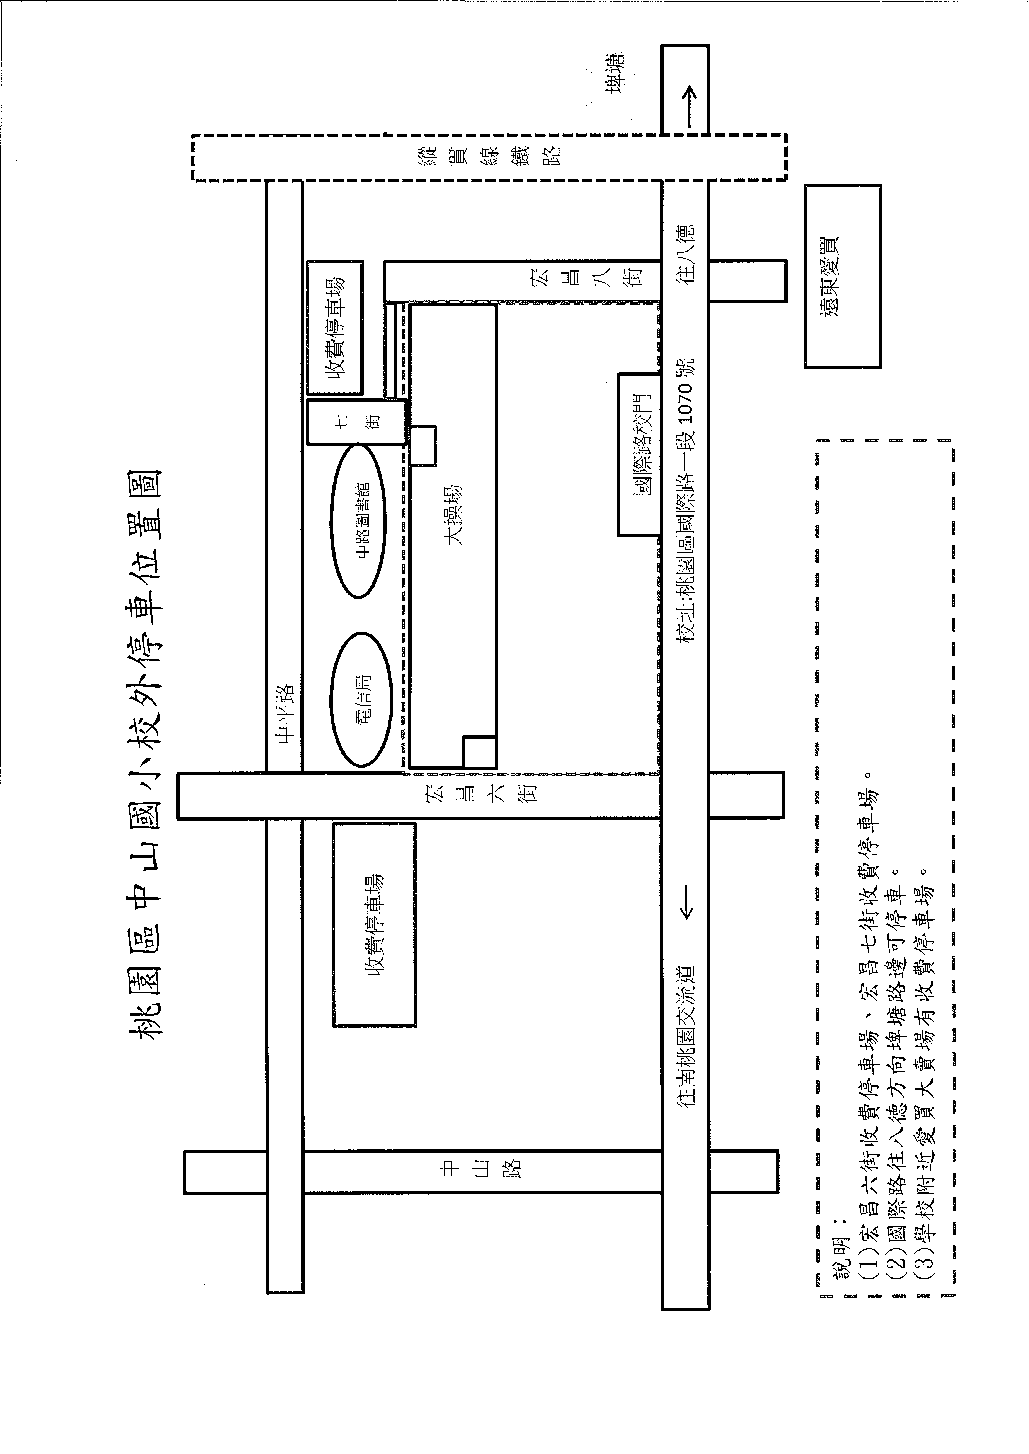 桃園區中山國小校外停車位置圖
埤塘
縱貫線鐵路
中平路
收費停車場
七街
宏昌八街
往八德
遠東愛買
中路圖書館
電信局
大操場
國際路校門
校址:桃園區國際路一段1070號
宏昌六街
收費停車場
往南桃園交流道
中山路
說明：
(1)宏昌六街收費停車場、宏昌七街收費停車場。
(2)國際路往八德方向埤塘路邊可停車。
(3)學校附近愛買大賣場有收費停車場。